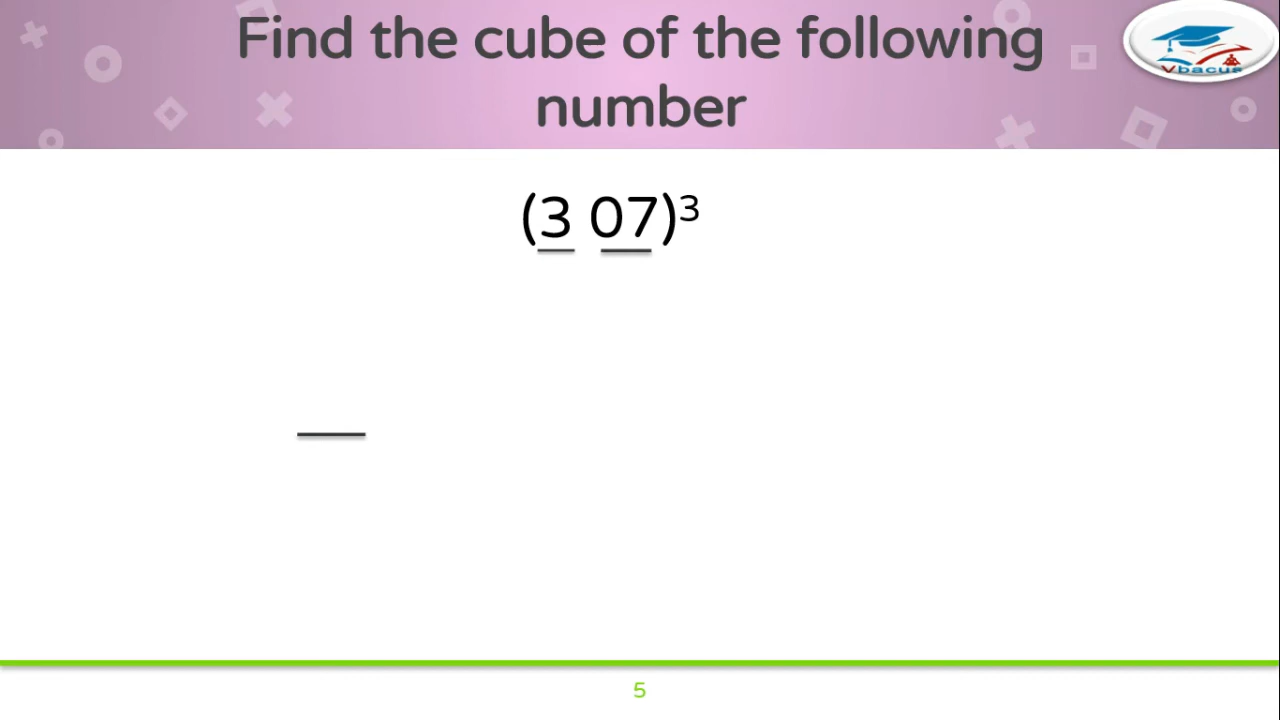 Find the cube of the following
number
Vbacus
(3 07)³
5